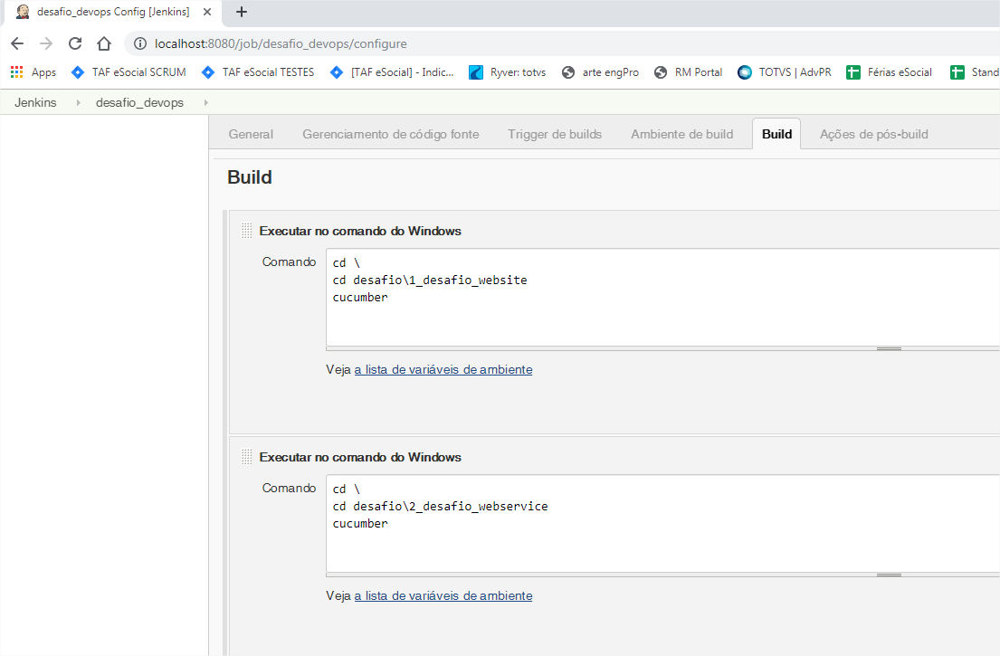 desafio_devops Config [Jenkins]
localhost:8080/job/desafio_devops/configure
Apps TAF eSocial SCRUM TAF eSocial TESTES [TAF eSocial] - Indic... Ryver: totvs arte engPro RM Portal TOTVS | AdvPR Férias eSocial Stand
Jenkins desafio_devops
General Gerenciamento de código fonte Trigger de builds Ambiente de build Build Ações de pós-build
Build
Executar no comando do Windows
Comando cd \
cd desafio\1_desafio_website
cucumber
Veja a lista de variáveis de ambiente
Executar no comando do Windows
Comando cd \
cd desafio\2_desafio_webservice
cucumber
Veja a lista de variáveis de ambiente